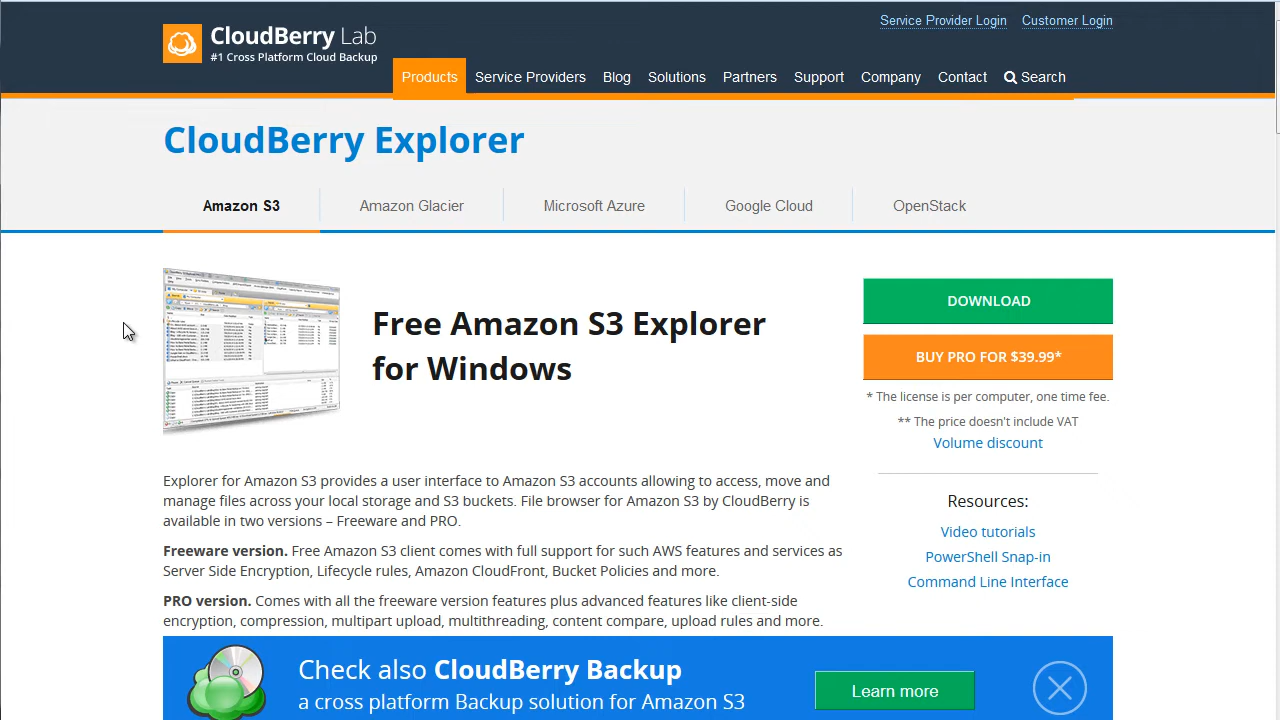 Service Provider Login Customer Login
CloudBerry Lab
#1 Cross Platform Cloud Backup
Products Service Providers Blog Solutions Partners Support Company Contact Search
CloudBerry Explorer
Amazon S3 Amazon Glacier Microsoft Azure Google Cloud OpenStack
Free Amazon S3 Explorer
for Windows
DOWNLOAD
BUY PRO FOR $39.99*
* The license is per computer, one time fee.
** The price doesn't include VAT
Volume discount
Resources:
Video tutorials
PowerShell Snap-in
Command Line Interface
Explorer for Amazon S3 provides a user interface to Amazon S3 accounts allowing to access, move and
manage files across your local storage and S3 buckets. File browser for Amazon S3 by CloudBerry is
available in two versions – Freeware and PRO.
Freeware version. Free Amazon S3 client comes with full support for such AWS features and services as
Server Side Encryption, Lifecycle rules, Amazon CloudFront, Bucket Policies and more.
PRO version. Comes with all the freeware version features plus advanced features like client-side
encryption, compression, multipart upload, multithreading, content compare, upload rules and more.
Check also CloudBerry Backup
a cross platform Backup solution for Amazon S3
Learn more